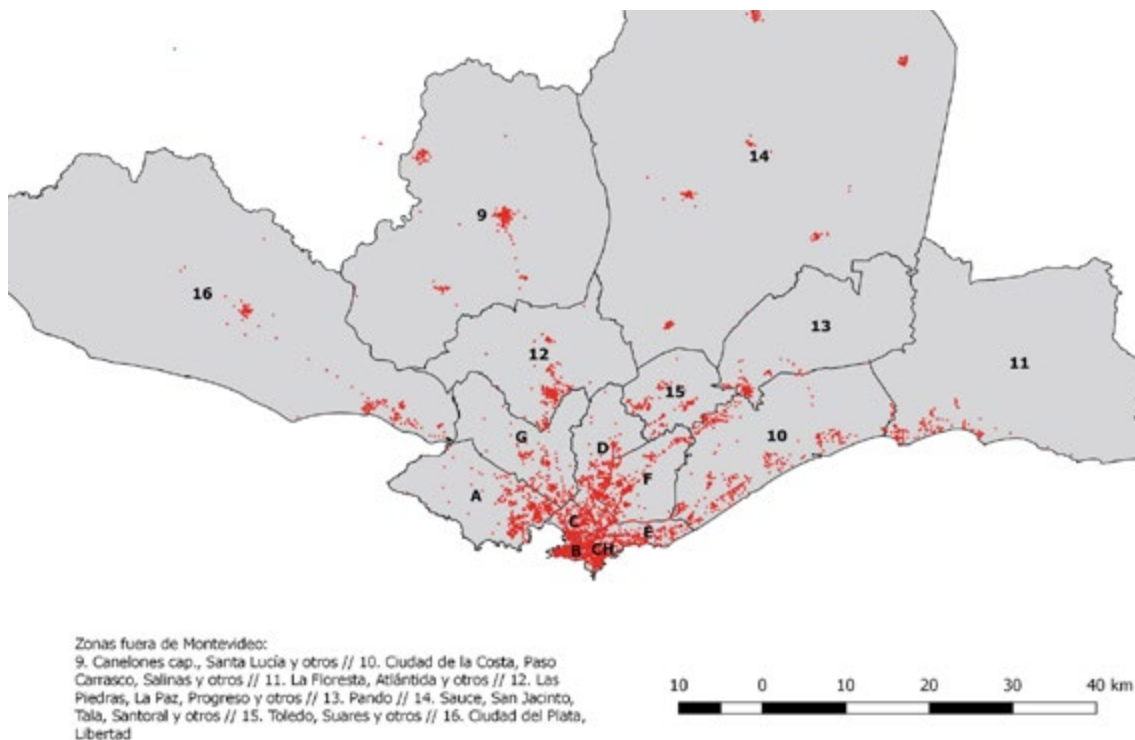 14
9
16
13
12
11
15
G
10
D
F
A
C
E
B CH
Zonas fuera de Montevideo:
9. Canelones cap., Santa Lucía y otros // 10. Ciudad de la Costa, Paso
Carrasco, Salinas y otros // 11. La Floresta, Atlántida y otros // 12. Las
Piedras, La Paz, Progreso y otros // 13. Pando // 14. Sauce, San Jacinto,
Tala, Santoral y otros // 15. Toledo, Suares y otros // 16. Ciudad del Plata,
Libertad
10 0 10 20 30 40 km